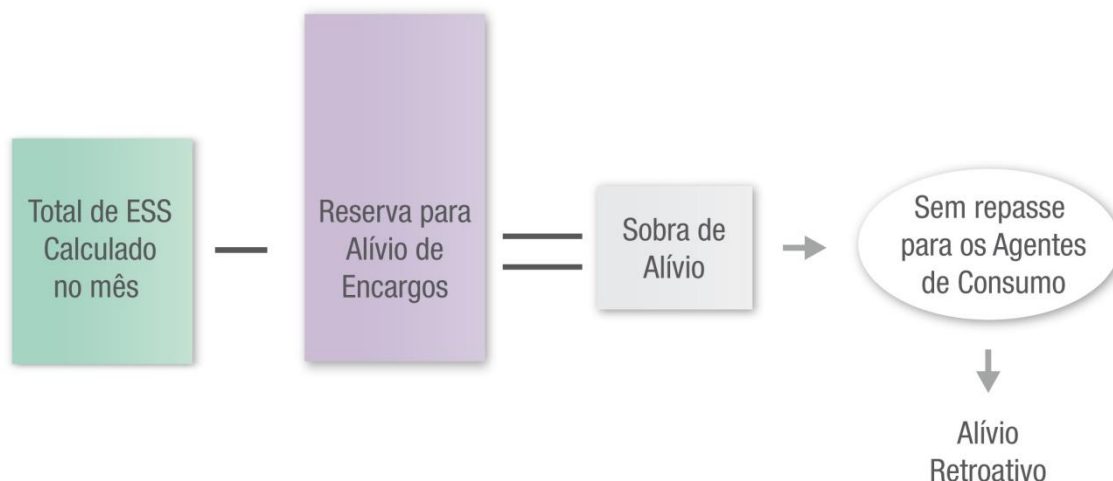 Total de ESS
Calculado
no mês
Reserva para
Alívio de
Encargos
Sobra de
Alívio
Sem repasse
para os Agentes
de Consumo
Alívio
Retroativo